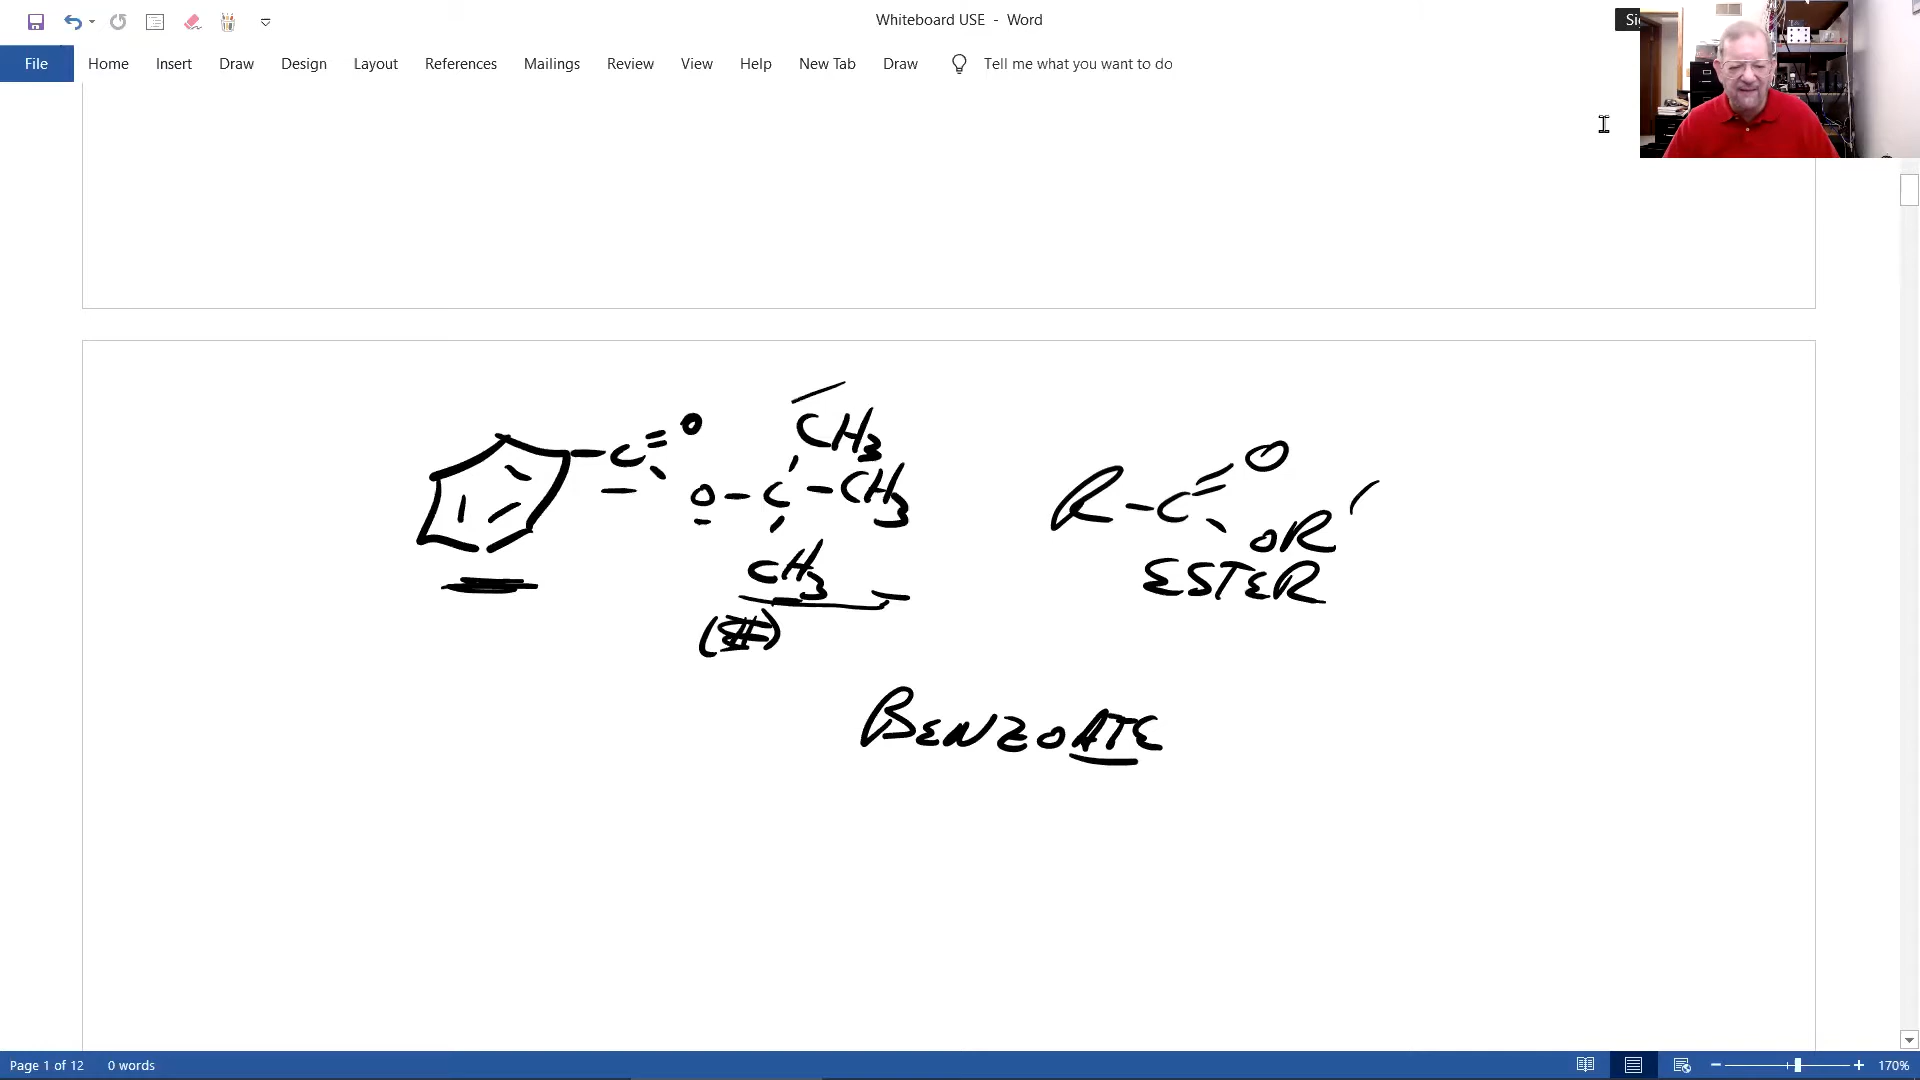 Whiteboard USE - Word
File Home Insert Draw Design Layout References Mailings Review View Help New Tab Draw Tell me what you want to do
CH3
C = O
O - C - CH3
CH3
R - C = O
OR'
ESTER
BENZOATE
Page 1 of 12 0 words
170%